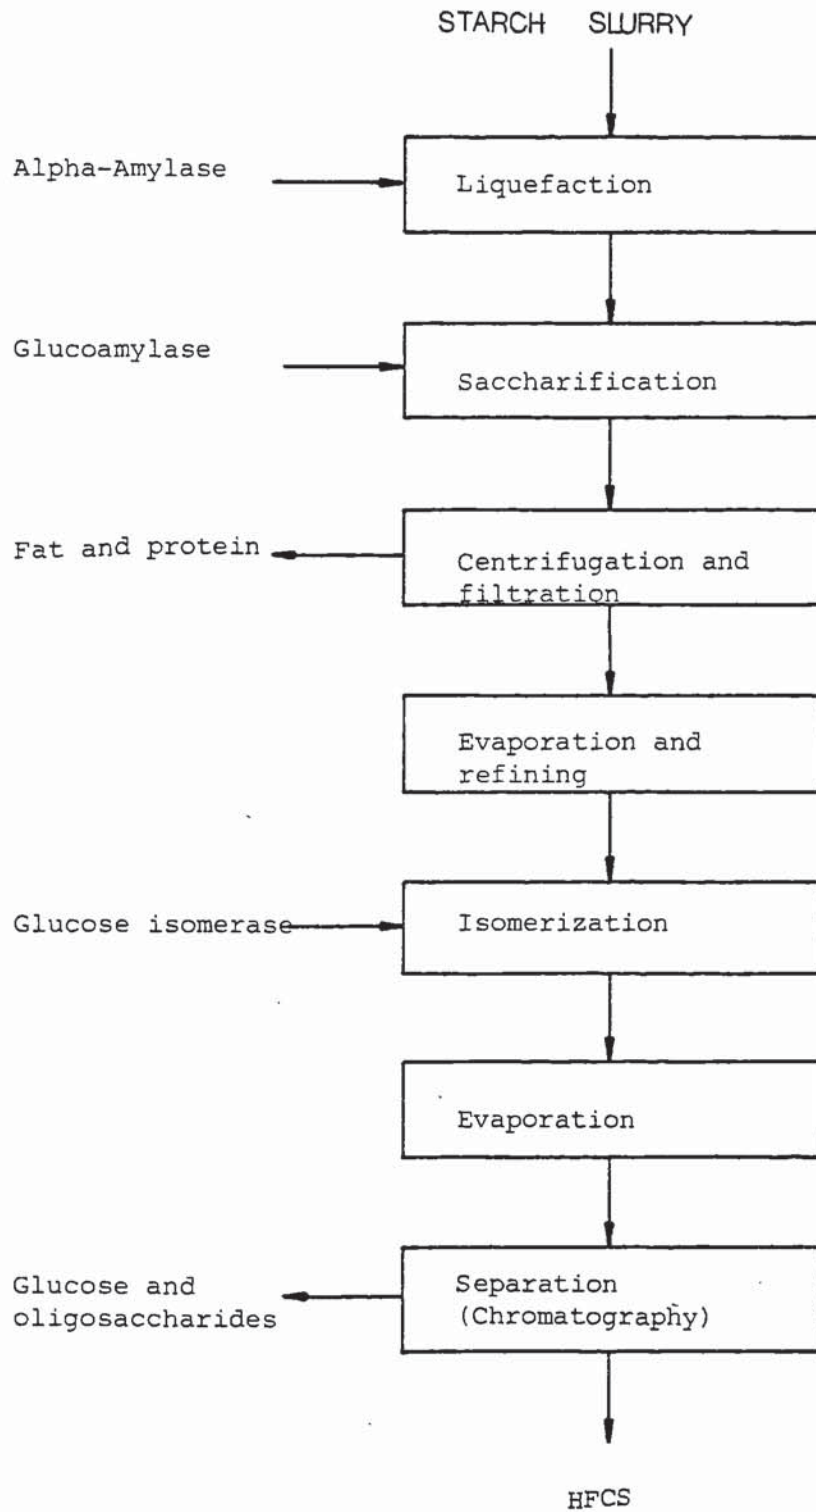 STARCH SLURRY
Alpha-Amylase
Liquefaction
Glucoamylase
Saccharification
Fat and protein
Centrifugation and
filtration
Evaporation and
refining
Glucose isomerase
Isomerization
Evaporation
Glucose and
oligosaccharides
Separation
(Chromatography)
HFCS